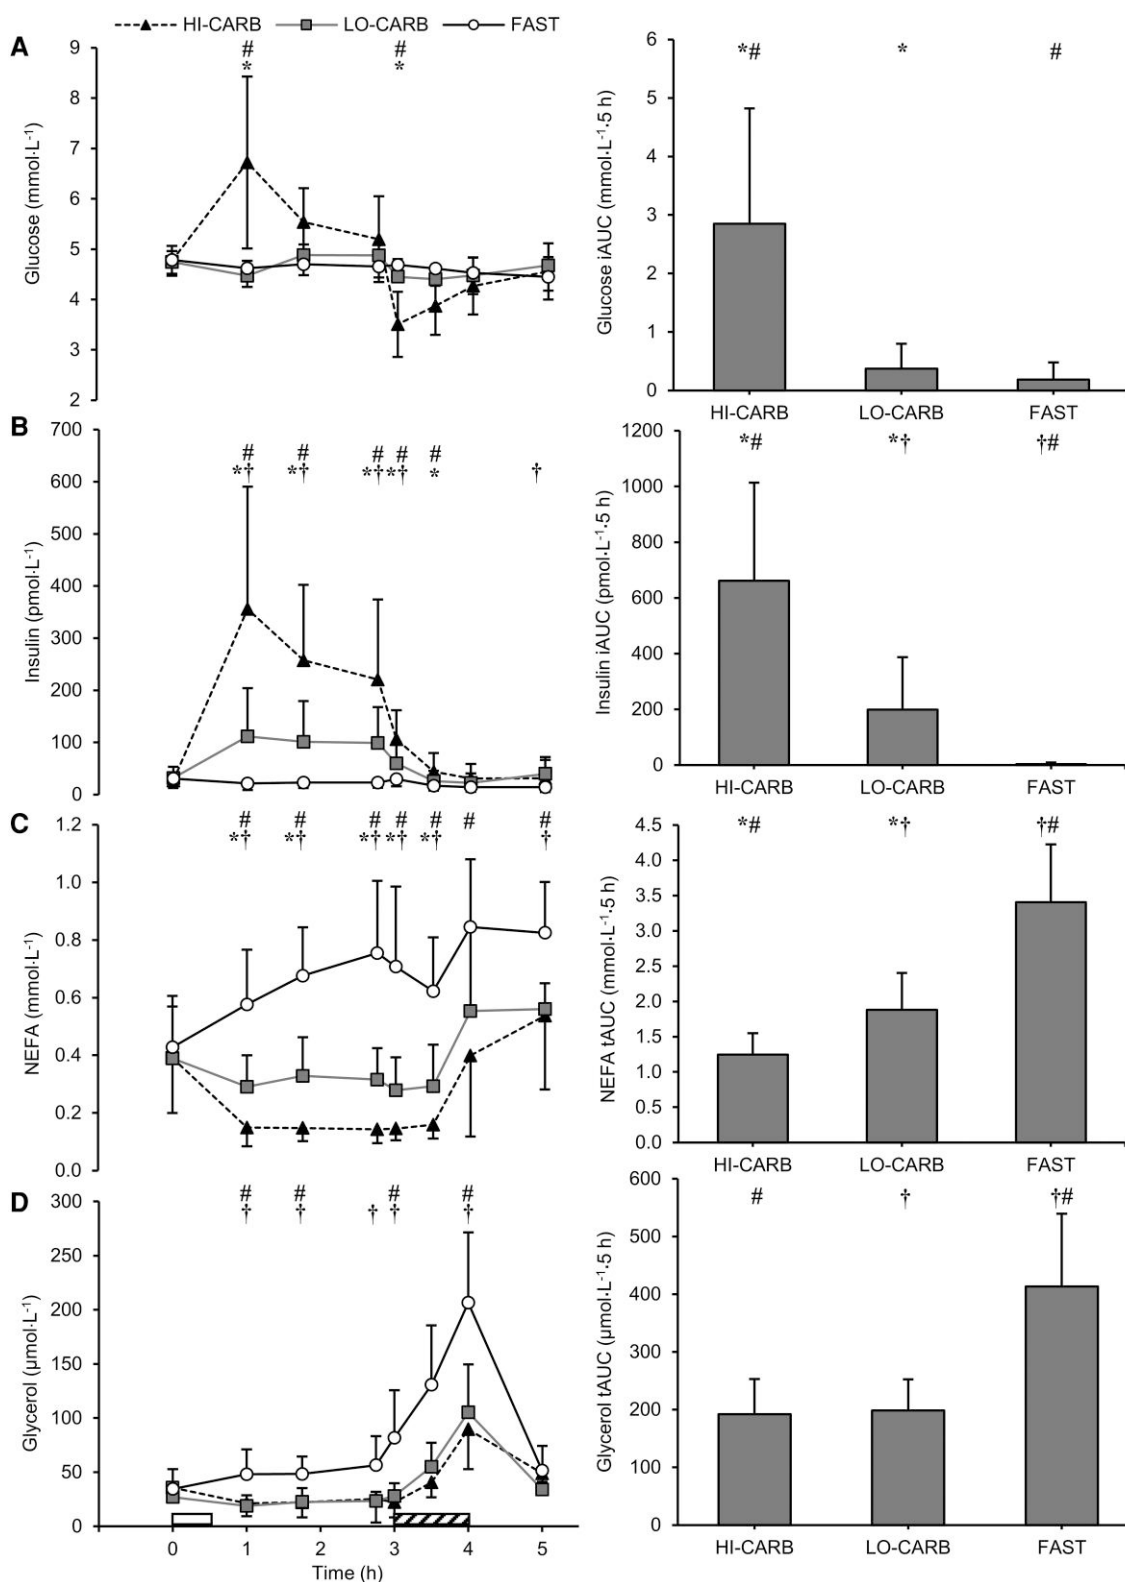 HI-CARB LO-CARB FAST
A
# #
* *
9
8
7
6
5
4
3
2
Glucose (mmol·L⁻¹)
*# * #
6
5
4
3
2
1
0
Glucose iAUC (mmol·L⁻¹·5 h)
HI-CARB LO-CARB FAST
B
# # # # #
*† *† *† *† * †
700
600
500
400
300
200
100
0
Insulin (pmol·L⁻¹)
*# *† †#
1200
1000
800
600
400
200
0
Insulin iAUC (pmol·L⁻¹·5 h)
HI-CARB LO-CARB FAST
C
# # # # # # #
*† *† *† *† *† †
1.2
1.0
0.8
0.6
0.4
0.2
0.0
NEFA (mmol·L⁻¹)
*# *† †#
4.5
4.0
3.5
3.0
2.5
2.0
1.5
1.0
0.5
0.0
NEFA tAUC (mmol·L⁻¹·5 h)
HI-CARB LO-CARB FAST
D
# # # #
† † † † †
300
250
200
150
100
50
0
Glycerol (µmol·L⁻¹)
0 1 2 3 4 5
Time (h)
# † †#
600
500
400
300
200
100
0
Glycerol tAUC (µmol·L⁻¹·5 h)
HI-CARB LO-CARB FAST